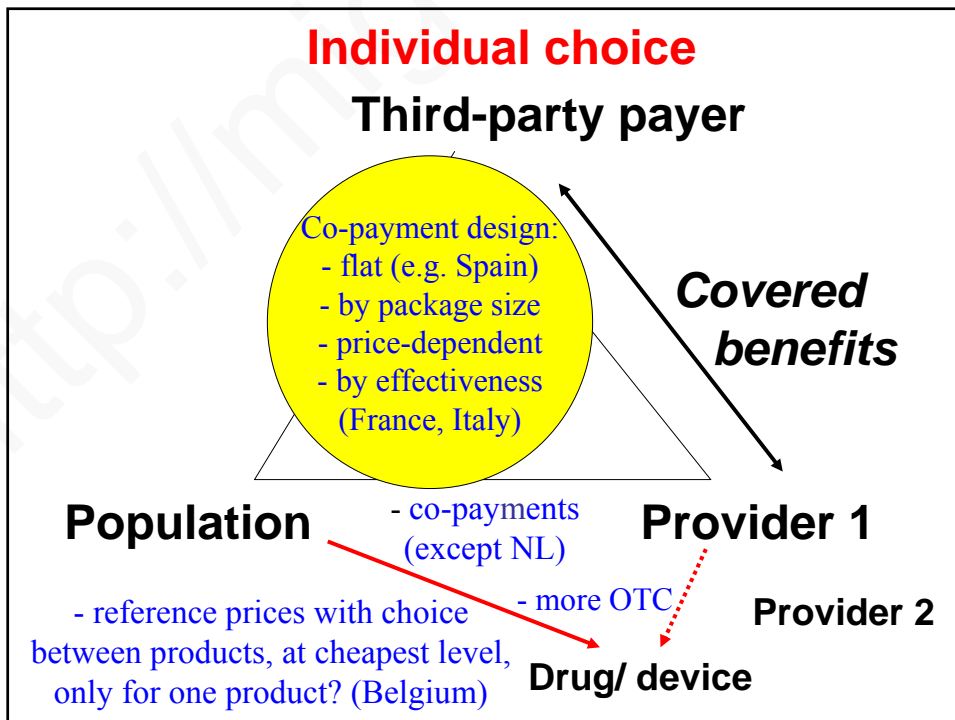 Individual choice
Third-party payer
Co-payment design:
- flat (e.g. Spain)
- by package size
- price-dependent
- by effectiveness
(France, Italy)
Covered
benefits
Population
- co-payments
(except NL)
Provider 1
- more OTC
Provider 2
- reference prices with choice
between products, at cheapest level,
only for one product? (Belgium)
Drug/ device